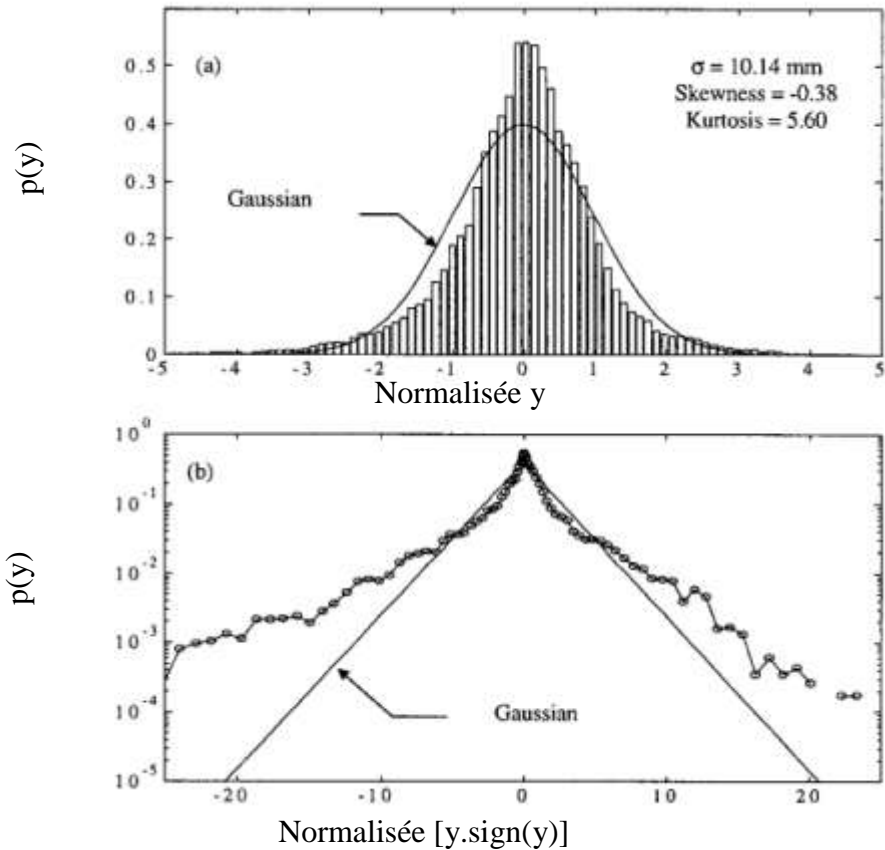 (a)
σ = 10.14 mm
Skewness = -0.38
Kurtosis = 5.60
Gaussian
p(y)
0.5
0.4
0.3
0.2
0.1
0
-5 -4 -3 -2 -1 0 1 2 3 4 5
Normalisée y
(b)
Gaussian
p(y)
10^0
10^-1
10^-2
10^-3
10^-4
10^-5
-20 -10 0 10 20
Normalisée [y.sign(y)]